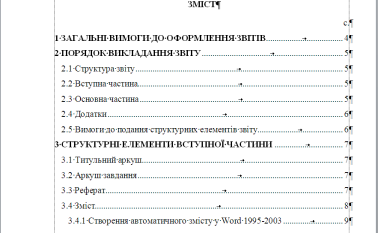 ЗМІСТ¶
с.¶
1·ЗАГАЛЬНІ·ВИМОГИ·ДО·ОФОРМЛЕННЯ·ЗВІТІВ → 4¶
2·ПОРЯДОК·ВИКЛАДАННЯ·ЗВІТУ → 5¶
2.1·Структура·звіту → 5¶
2.2·Вступна·частина → 5¶
2.3·Основна·частина → 5¶
2.4·Додатки → 6¶
2.5·Вимоги·до·подання·структурних·елементів·звіту → 6¶
3·СТРУКТУРНІ·ЕЛЕМЕНТИ·ВСТУПНОЇ·ЧАСТИНИ → 7¶
3.1·Титульний·аркуш → 7¶
3.2·Аркуш·завдання → 7¶
3.3·Реферат → 7¶
3.4·Зміст → 8¶
3.4.1·Створення·автоматичного·змісту·у·Word·1995-2003 → 9¶